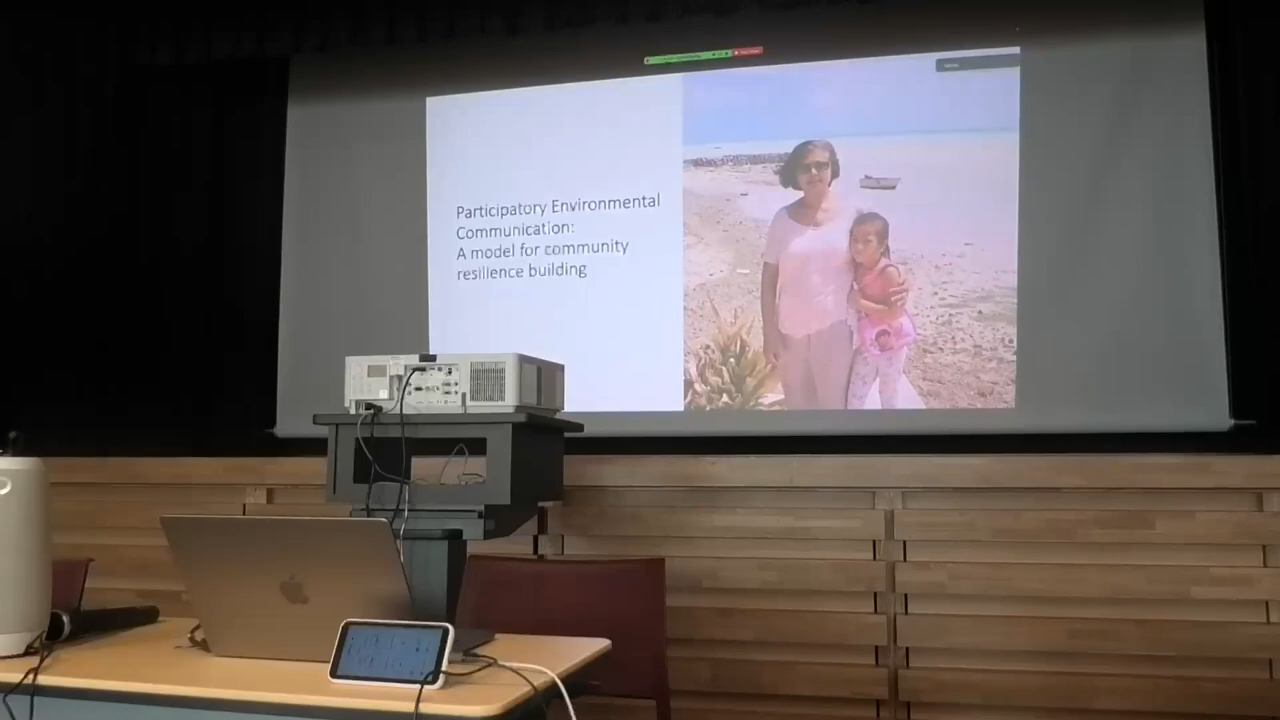 Participatory Environmental
Communication:
A model for community
resilience building